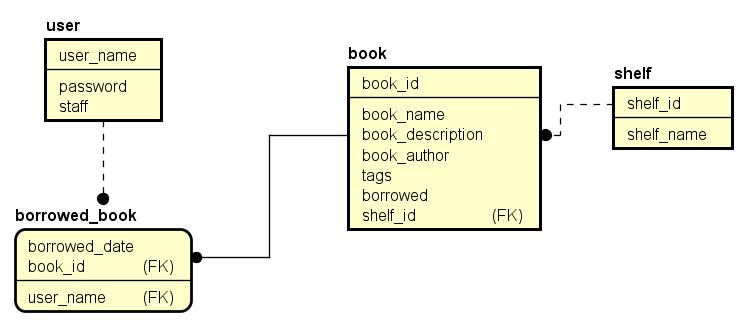 user
user_name
password
staff
book
book_id
book_name
book_description
book_author
tags
borrowed
shelf_id (FK)
shelf
shelf_id
shelf_name
borrowed_book
borrowed_date
book_id (FK)
user_name (FK)